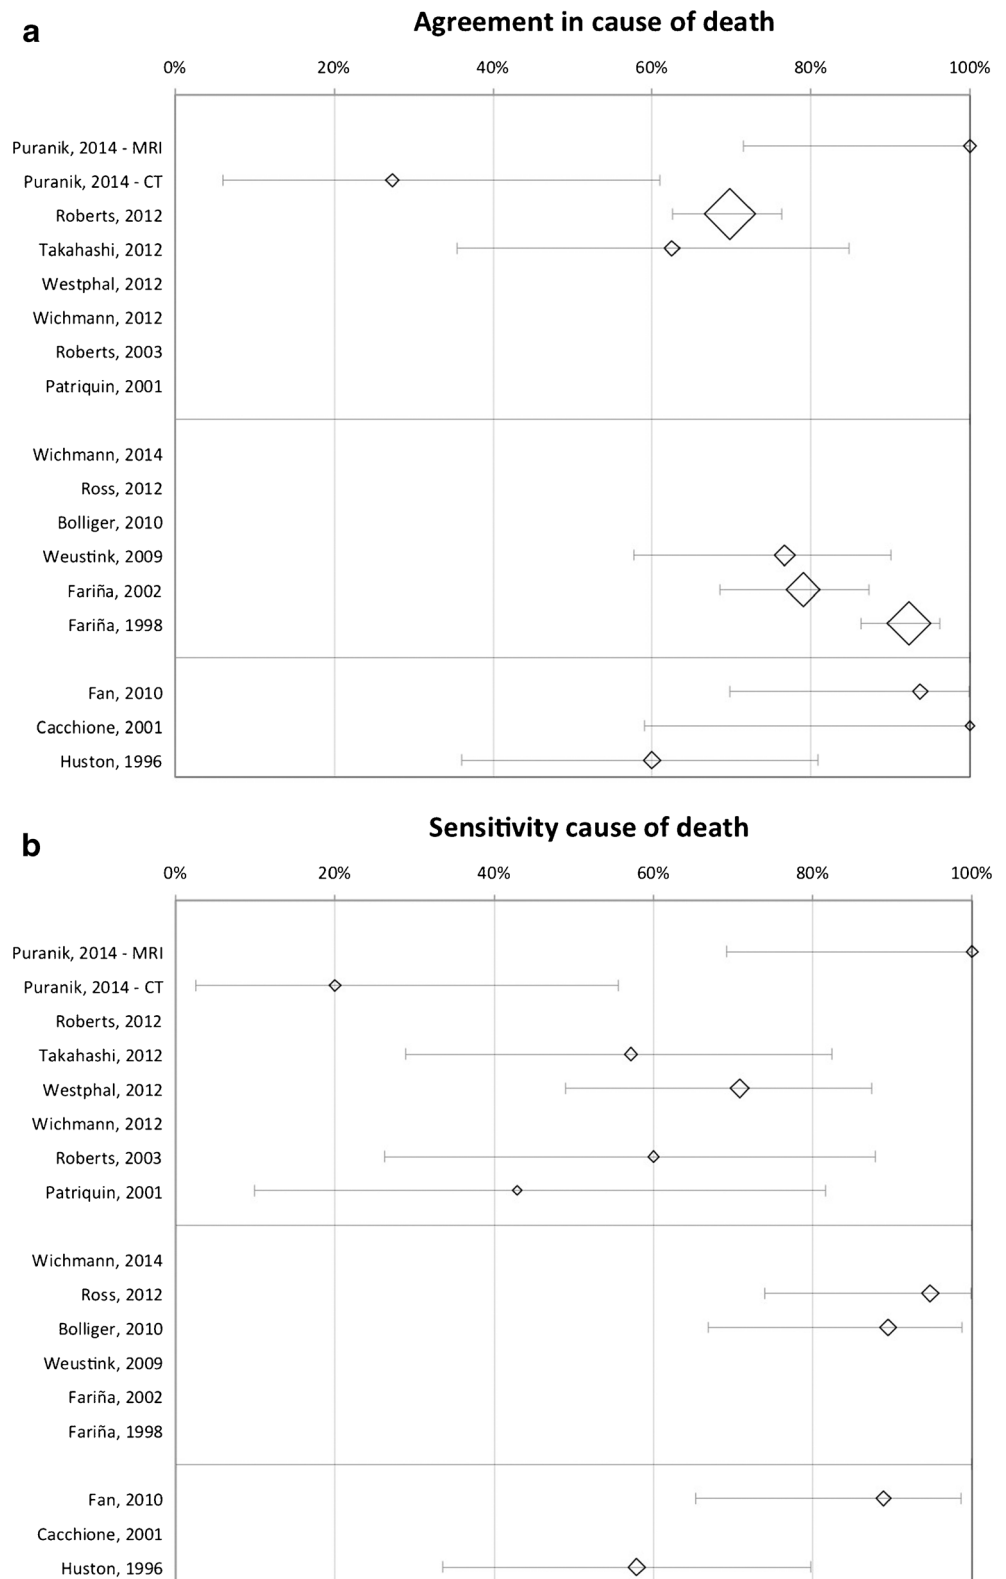 a
Agreement in cause of death
0% 20% 40% 60% 80% 100%
Puranik, 2014 - MRI
Puranik, 2014 - CT
Roberts, 2012
Takahashi, 2012
Westphal, 2012
Wichmann, 2012
Roberts, 2003
Patriquin, 2001
Wichmann, 2014
Ross, 2012
Bolliger, 2010
Weustink, 2009
Fariña, 2002
Fariña, 1998
Fan, 2010
Cacchione, 2001
Huston, 1996
b
Sensitivity cause of death
0% 20% 40% 60% 80% 100%
Puranik, 2014 - MRI
Puranik, 2014 - CT
Roberts, 2012
Takahashi, 2012
Westphal, 2012
Wichmann, 2012
Roberts, 2003
Patriquin, 2001
Wichmann, 2014
Ross, 2012
Bolliger, 2010
Weustink, 2009
Fariña, 2002
Fariña, 1998
Fan, 2010
Cacchione, 2001
Huston, 1996